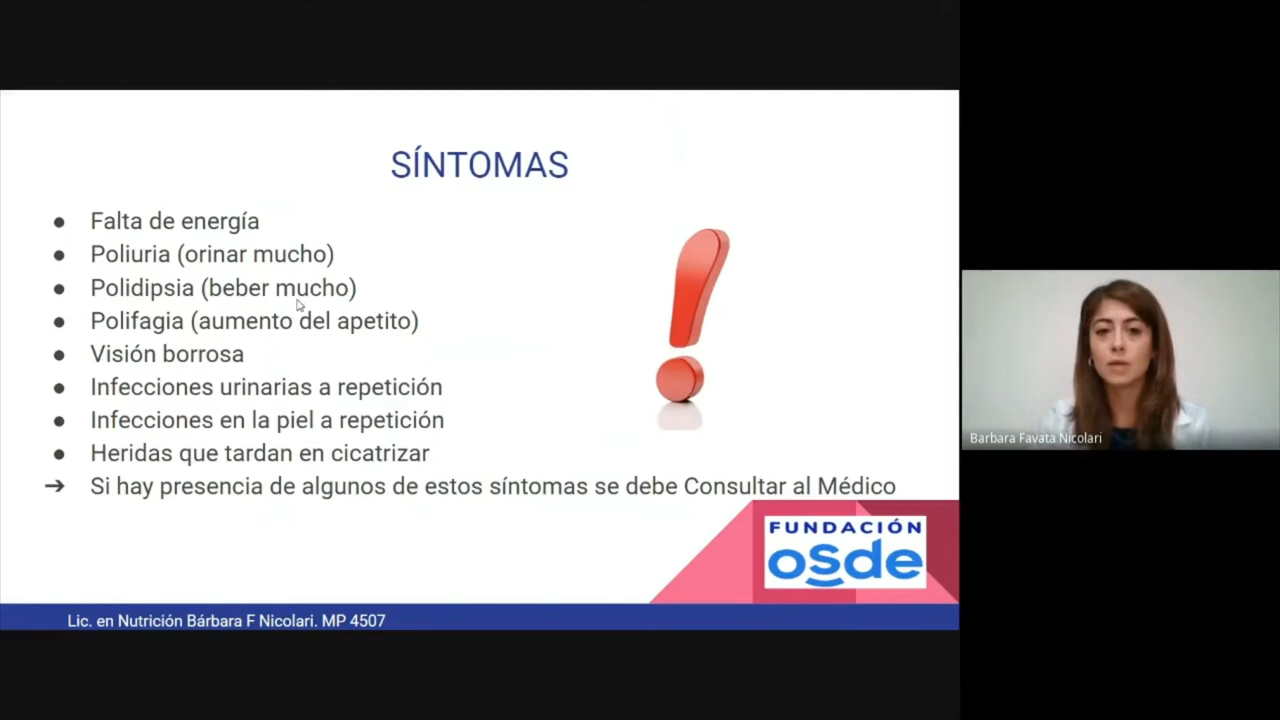 SÍNTOMAS
● Falta de energía
● Poliuria (orinar mucho)
● Polidipsia (beber mucho)
● Polifagia (aumento del apetito)
● Visión borrosa
● Infecciones urinarias a repetición
● Infecciones en la piel a repetición
● Heridas que tardan en cicatrizar
➔ Si hay presencia de algunos de estos síntomas se debe Consultar al Médico
FUNDACIÓN
osde
Lic. en Nutrición Bárbara F Nicolari. MP 4507
Barbara Favata Nicolari